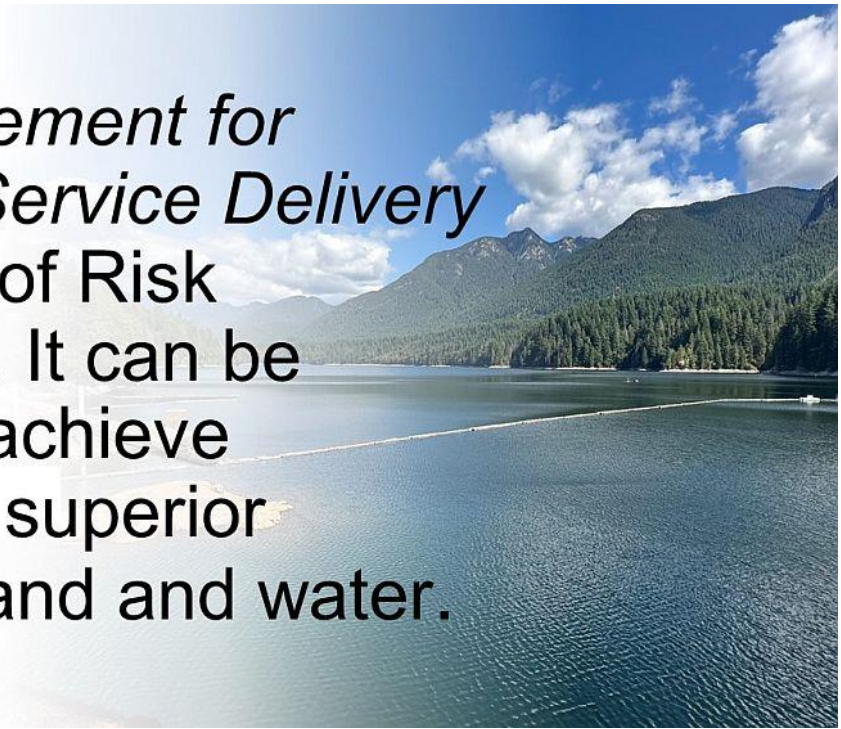 ement for
Service Delivery
of Risk
It can be
achieve
superior
and and water.